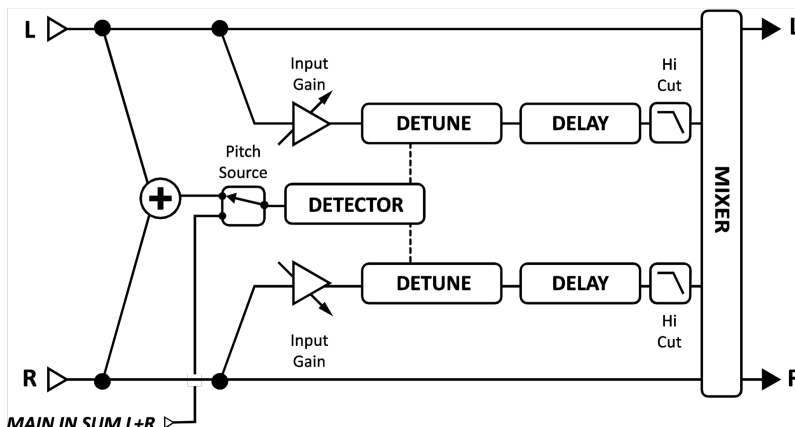 L
L
Input
Gain
Hi
Cut
DETUNE
DELAY
Pitch
Source
DETECTOR
MIXER
DETUNE
DELAY
Input
Gain
Hi
Cut
R
MAIN IN SUM L+R